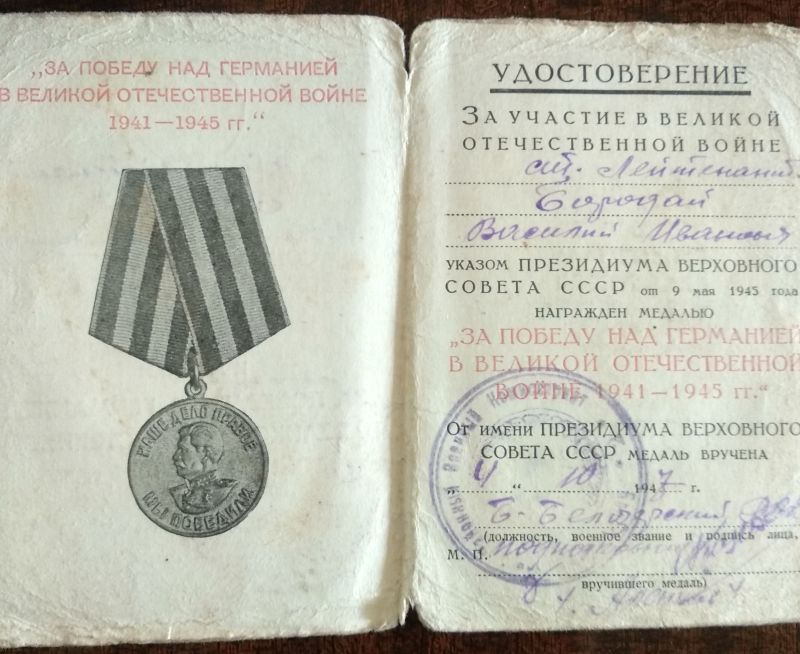 „ЗА ПОБЕДУ НАД ГЕРМАНИЕЙ
В ВЕЛИКОЙ ОТЕЧЕСТВЕННОЙ ВОЙНЕ
1941—1945 гг.“
НАШЕ ДЕЛО ПРАВОЕ
МЫ ПОБЕДИЛИ
УДОСТОВЕРЕНИЕ
ЗА УЧАСТИЕ В ВЕЛИКОЙ
ОТЕЧЕСТВЕННОЙ ВОЙНЕ
ст. Лейтенант
Бородай
Василий Иванович
УКАЗОМ ПРЕЗИДИУМА ВЕРХОВНОГО
СОВЕТА СССР от 9 мая 1945 года
НАГРАЖДЕН МЕДАЛЬЮ
„ЗА ПОБЕДУ НАД ГЕРМАНИЕЙ
В ВЕЛИКОЙ ОТЕЧЕСТВЕННОЙ
ВОЙНЕ 1941—1945 гг.“
ОТ ИМЕНИ ПРЕЗИДИУМА ВЕРХОВНОГО
СОВЕТА СССР МЕДАЛЬ ВРУЧЕНА
„4“ 10 1947 г.
Б-
(должность, военное звание и подпись лица,
М. П.
вручившего медаль)